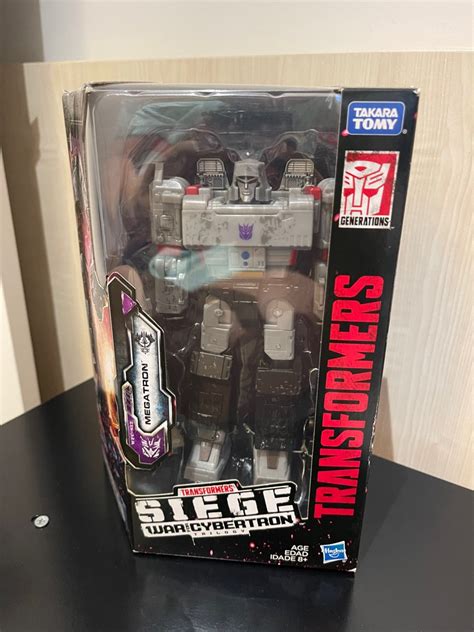 TAKARA
TOMY
GENERATIONS
TRANSFORMERS
MEGATRON
TRANSFORMERS
SIEGE
WAR FOR CYBERTRON
TRILOGY
AGE
EDAD
IDADE 8+
Hasbro